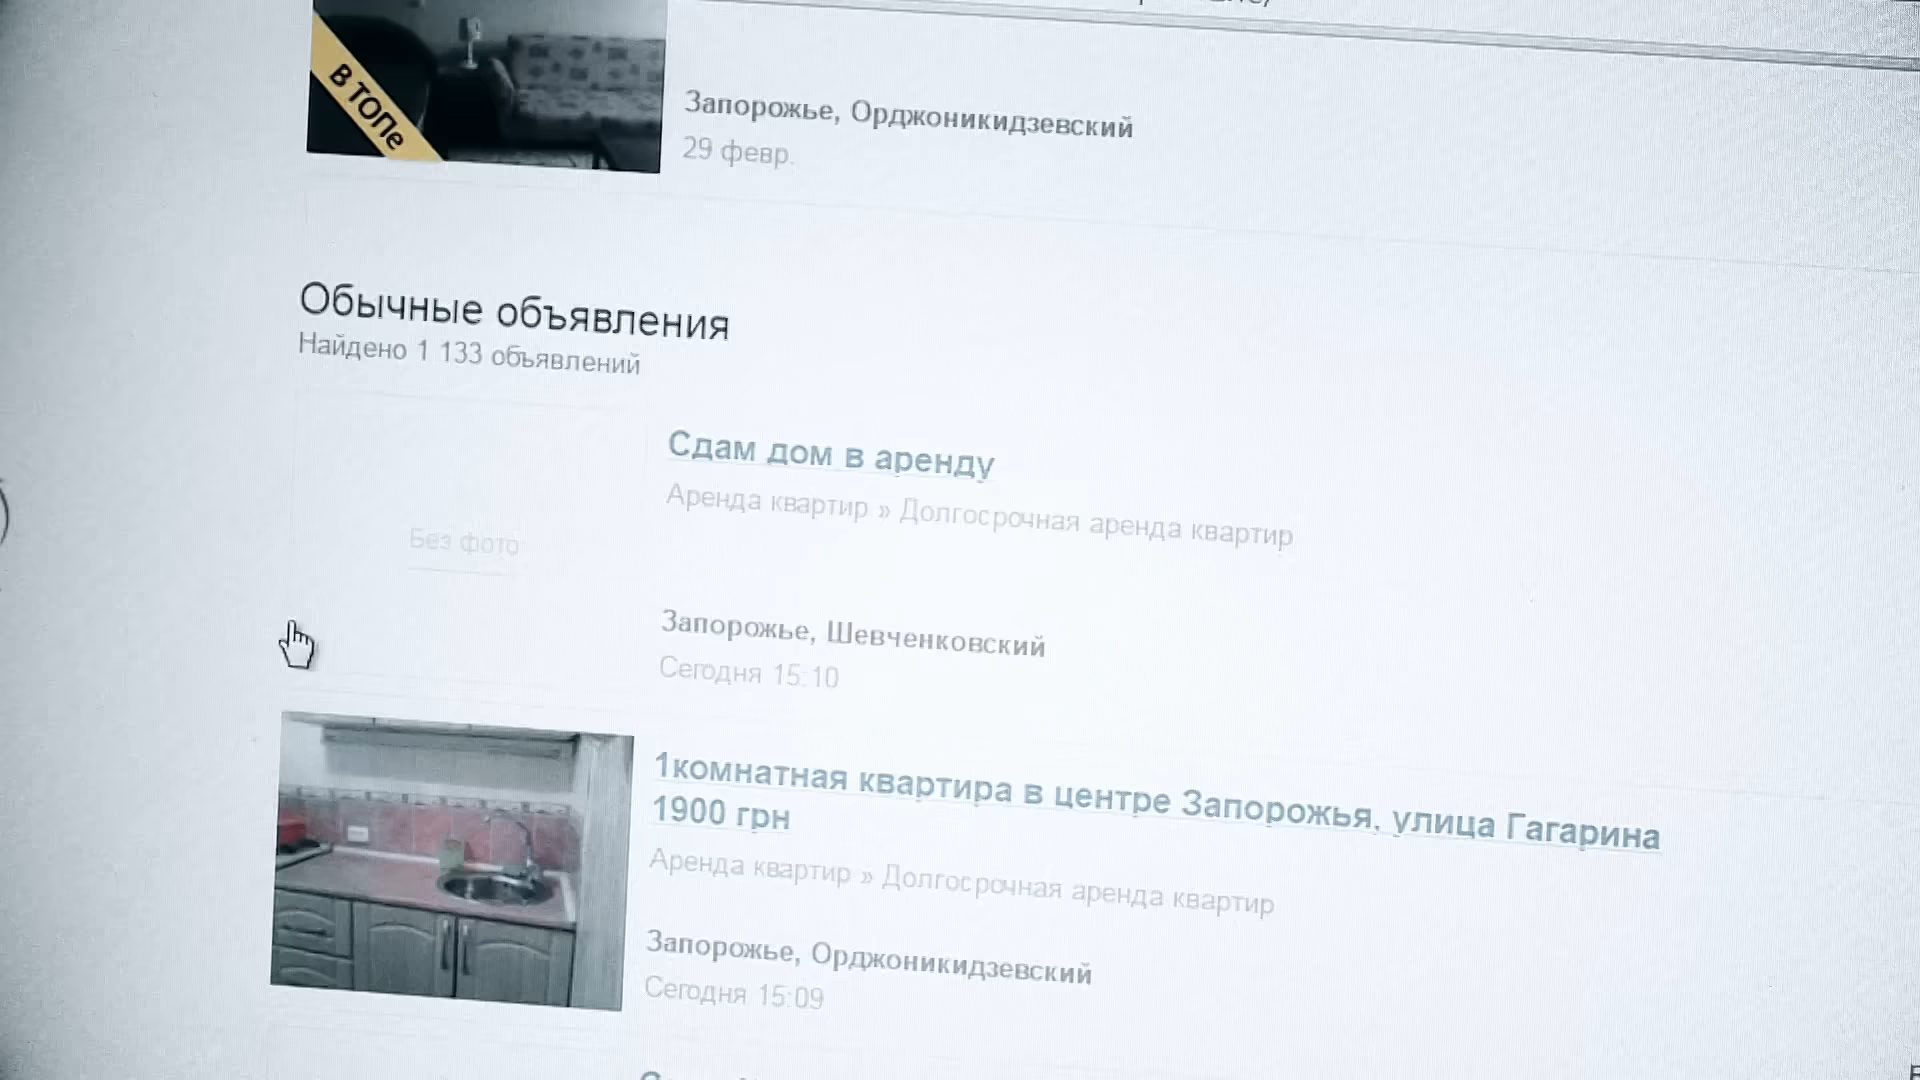 В ТОПе
Запорожье, Орджоникидзевский
29 февр.
Обычные объявления
Найдено 1 133 объявлений
Сдам дом в аренду
Аренда квартир » Долгосрочная аренда квартир
Без фото
Запорожье, Шевченковский
Сегодня 15:10
1комнатная квартира в центре Запорожья, улица Гагарина
1900 грн
Аренда квартир » Долгосрочная аренда квартир
Запорожье, Орджоникидзевский
Сегодня 15:09